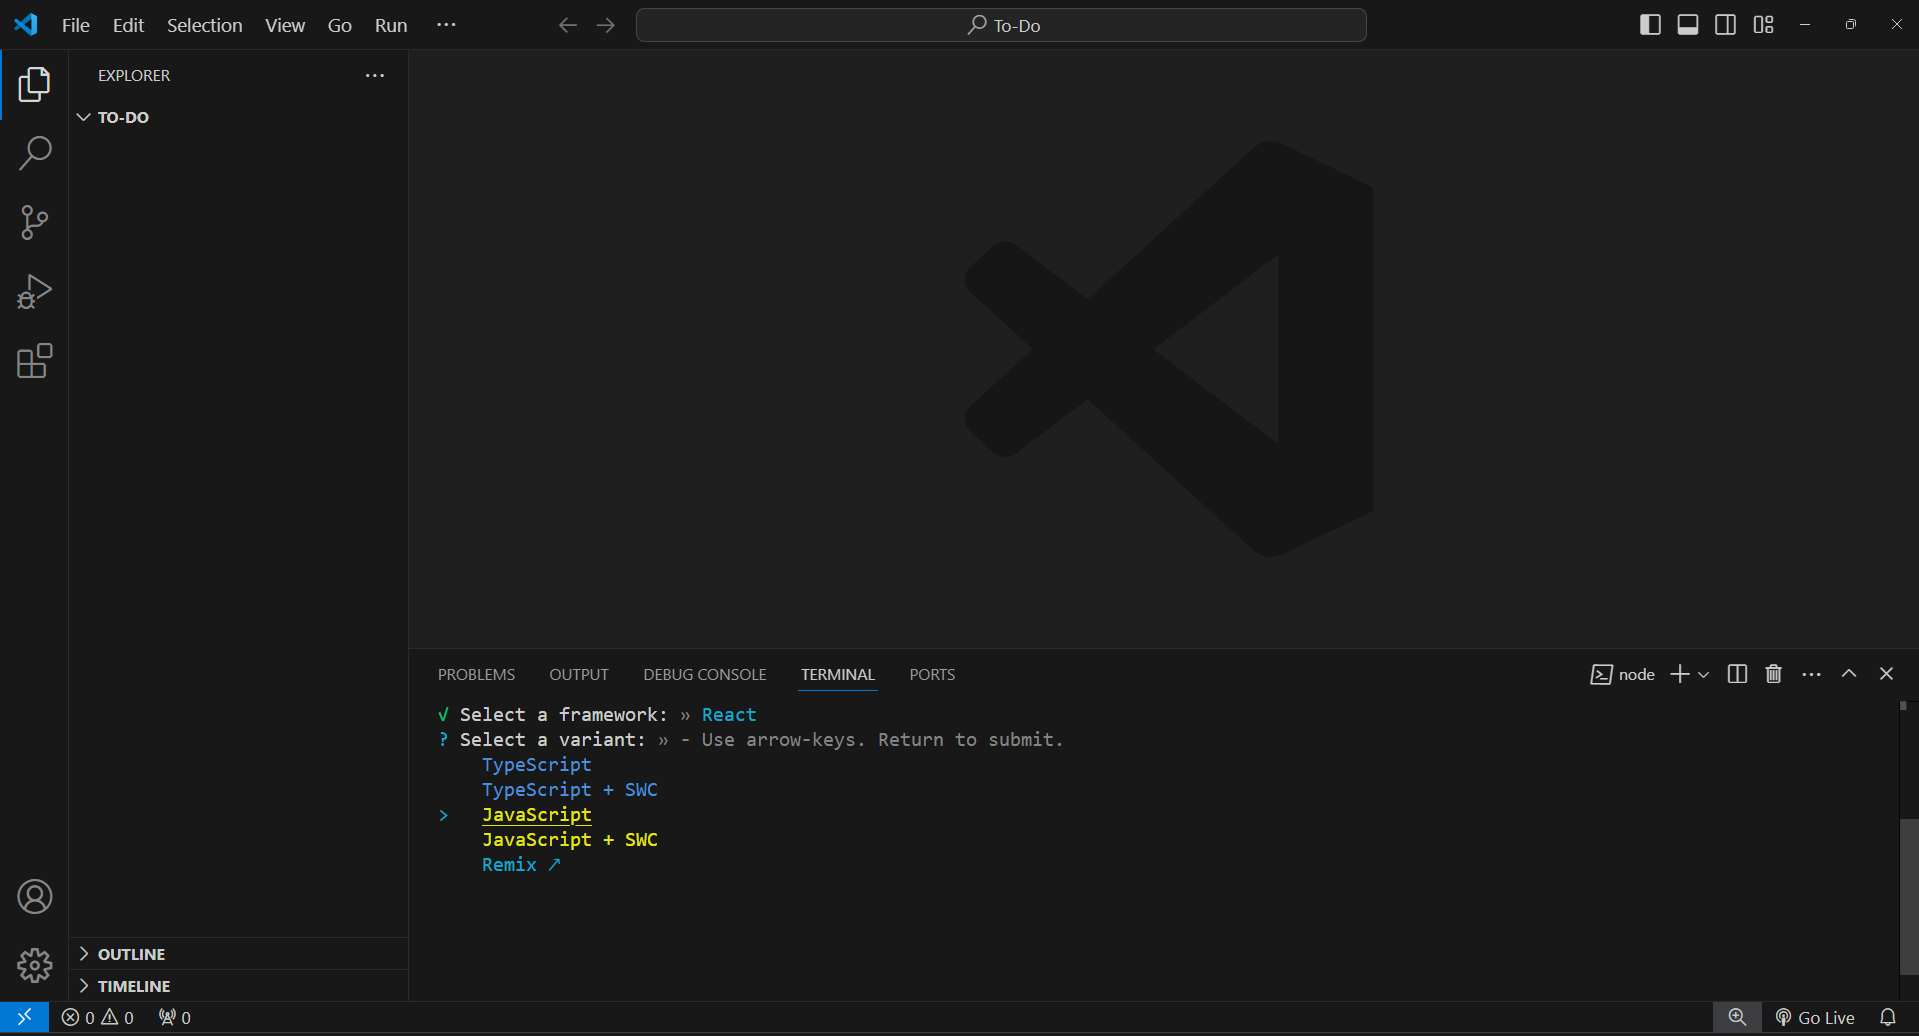 File Edit Selection View Go Run ···
To-Do
EXPLORER ···
TO-DO
PROBLEMS OUTPUT DEBUG CONSOLE TERMINAL PORTS
node
√ Select a framework: » React
? Select a variant: » - Use arrow-keys. Return to submit.
TypeScript
TypeScript + SWC
> JavaScript
JavaScript + SWC
Remix ↗
OUTLINE
TIMELINE
0 0 0
Go Live